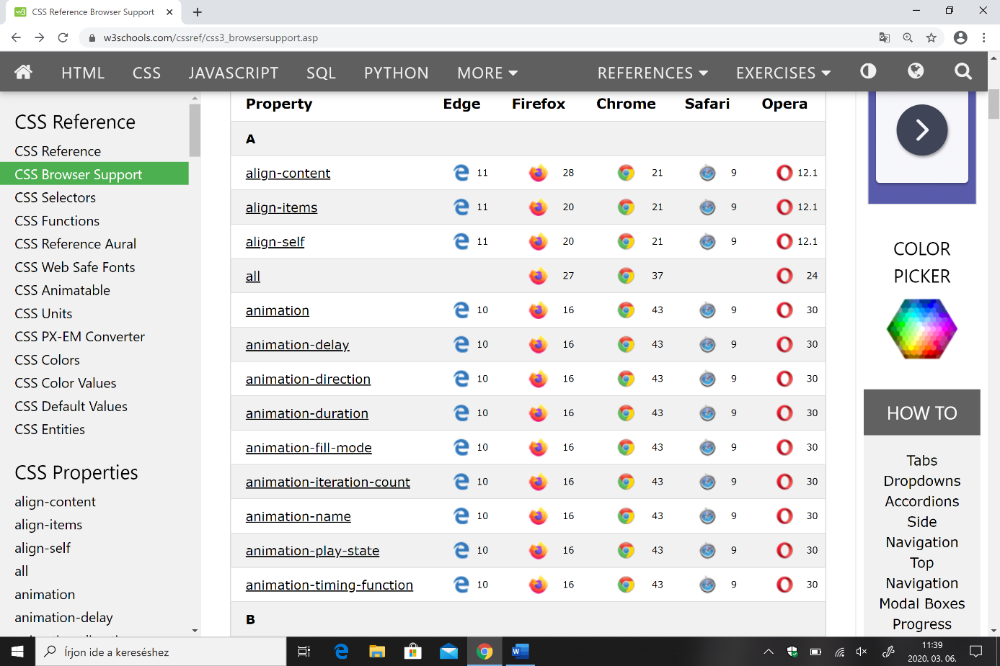 CSS Reference Browser Support
w3schools.com/cssref/css3_browsersupport.asp
HTML CSS JAVASCRIPT SQL PYTHON MORE REFERENCES EXERCISES
CSS Reference
CSS Reference
CSS Browser Support
CSS Selectors
CSS Functions
CSS Reference Aural
CSS Web Safe Fonts
CSS Animatable
CSS Units
CSS PX-EM Converter
CSS Colors
CSS Color Values
CSS Default Values
CSS Entities
CSS Properties
align-content
align-items
align-self
all
animation
animation-delay
Property Edge Firefox Chrome Safari Opera
A
align-content 11 28 21 9 12.1
align-items 11 20 21 9 12.1
align-self 11 20 21 9 12.1
all 27 37 24
animation 10 16 43 9 30
animation-delay 10 16 43 9 30
animation-direction 10 16 43 9 30
animation-duration 10 16 43 9 30
animation-fill-mode 10 16 43 9 30
animation-iteration-count 10 16 43 9 30
animation-name 10 16 43 9 30
animation-play-state 10 16 43 9 30
animation-timing-function 10 16 43 9 30
B
COLOR
PICKER
HOW TO
Tabs
Dropdowns
Accordions
Side
Navigation
Top
Navigation
Modal Boxes
Progress
Írjon ide a kereséshez
11:39
2020. 03. 06.